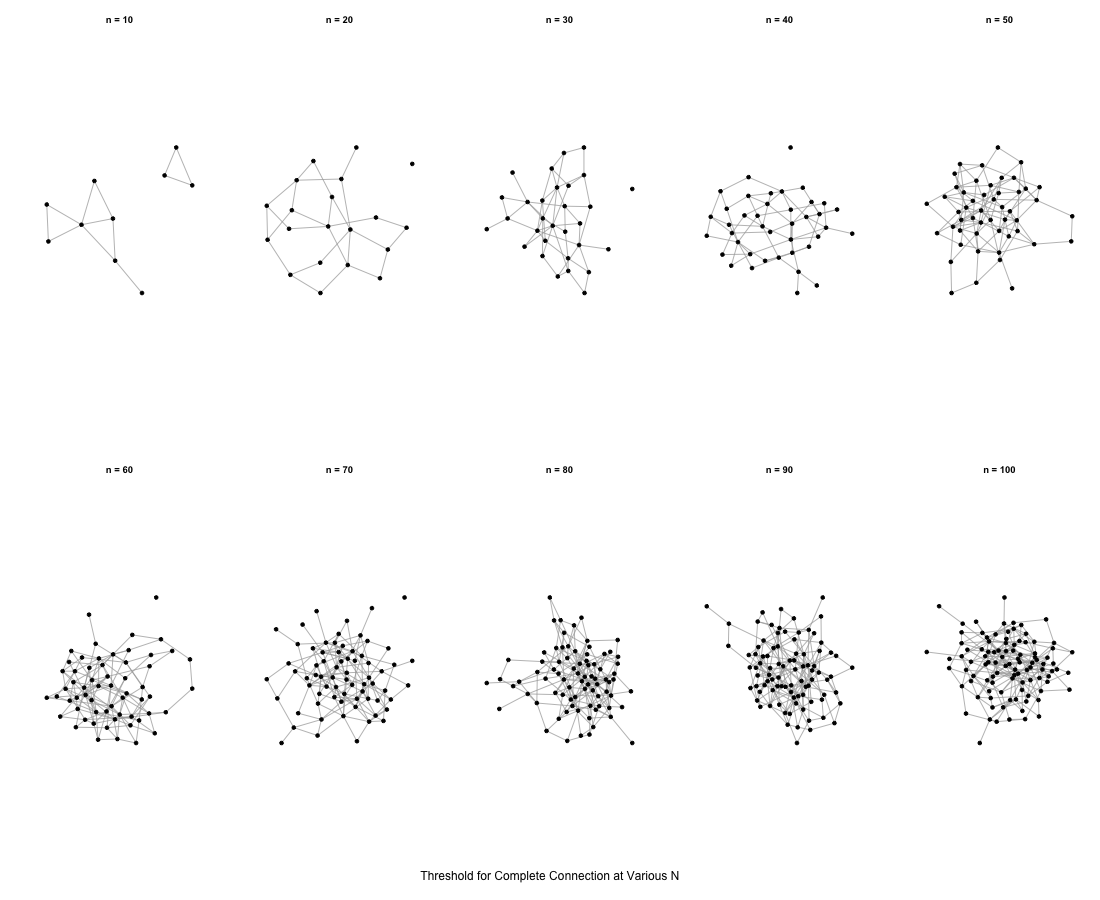 n = 10
n = 20
n = 30
n = 40
n = 50
n = 60
n = 70
n = 80
n = 90
n = 100
Threshold for Complete Connection at Various N